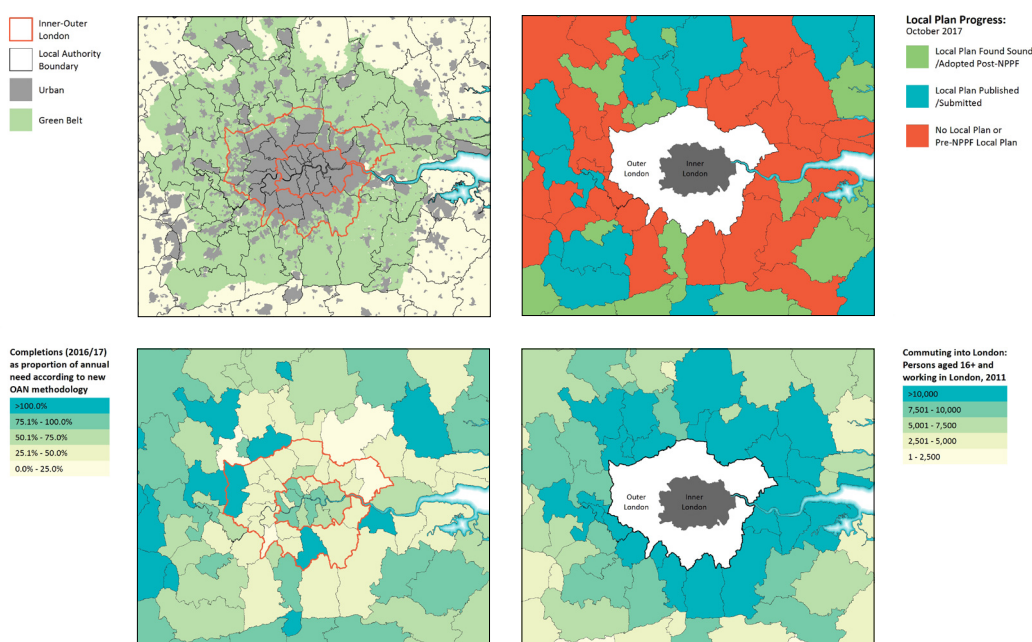 Inner-Outer
London
Local Authority
Boundary
Urban
Green Belt
Outer
London
Inner
London
Local Plan Progress:
October 2017
Local Plan Found Sound
/Adopted Post-NPPF
Local Plan Published
/Submitted
No Local Plan or
Pre-NPPF Local Plan
Completions (2016/17)
as proportion of annual
need according to new
OAN methodology
>100.0%
75.1% - 100.0%
50.1% - 75.0%
25.1% - 50.0%
0.0% - 25.0%
Outer
London
Inner
London
Commuting into London:
Persons aged 16+ and
working in London, 2011
>10,000
7,501 - 10,000
5,001 - 7,500
2,501 - 5,000
1 - 2,500